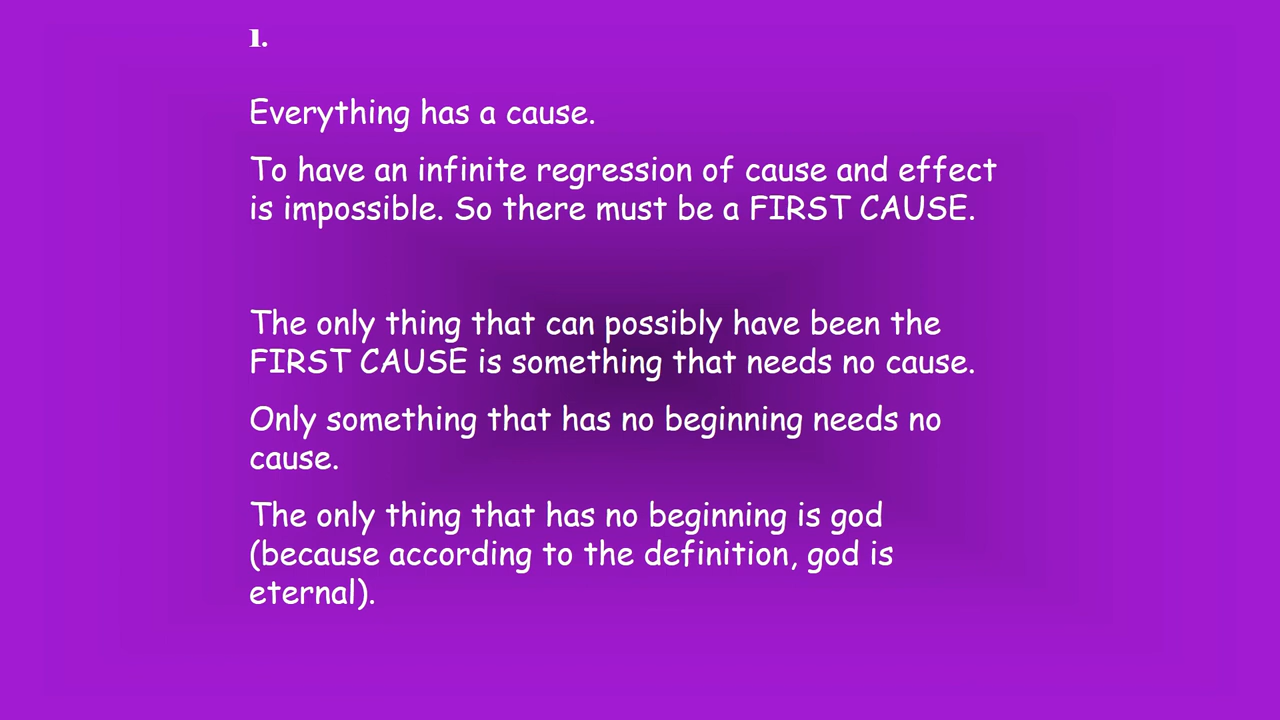 1.
Everything has a cause.
To have an infinite regression of cause and effect
is impossible. So there must be a FIRST CAUSE.
The only thing that can possibly have been the
FIRST CAUSE is something that needs no cause.
Only something that has no beginning needs no
cause.
The only thing that has no beginning is god
(because according to the definition, god is
eternal).